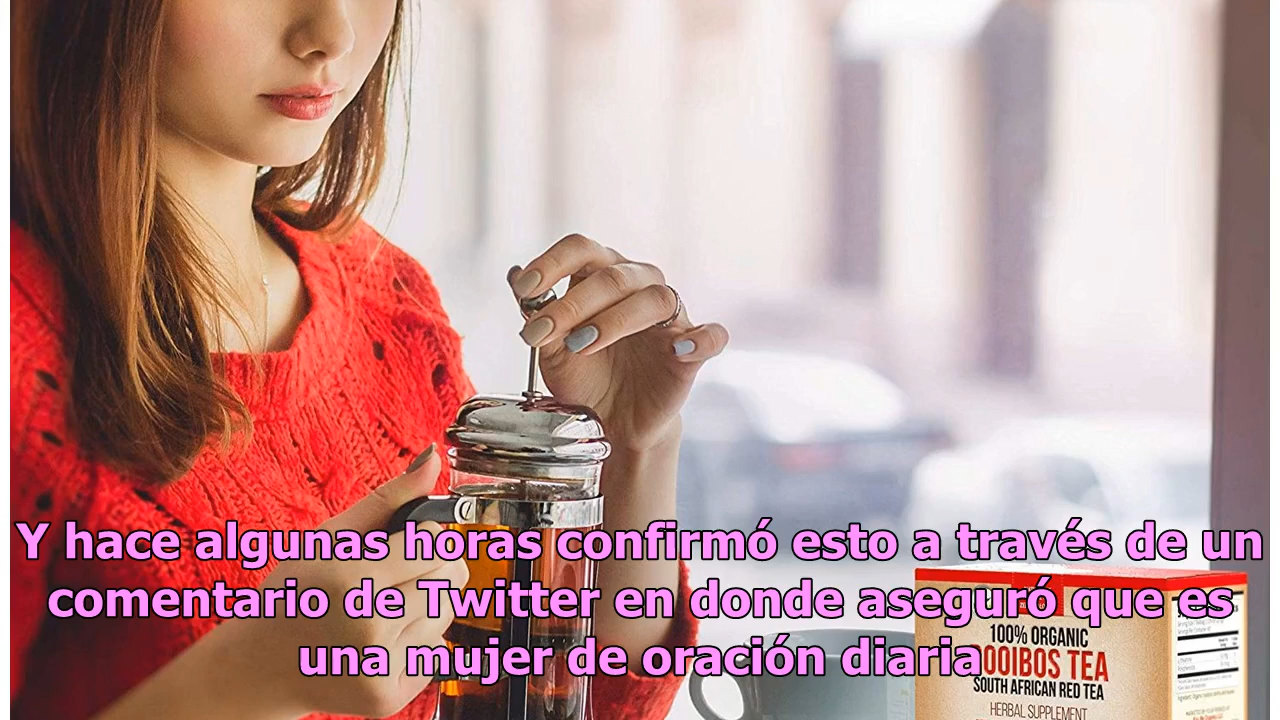 Y hace algunas horas confirmó esto a través de un
comentario de Twitter en donde aseguró que es
una mujer de oración diaria
100% ORGANIC
OOIBOS TEA
SOUTH AFRICAN RED TEA
HERBAL SUPPLEMENT